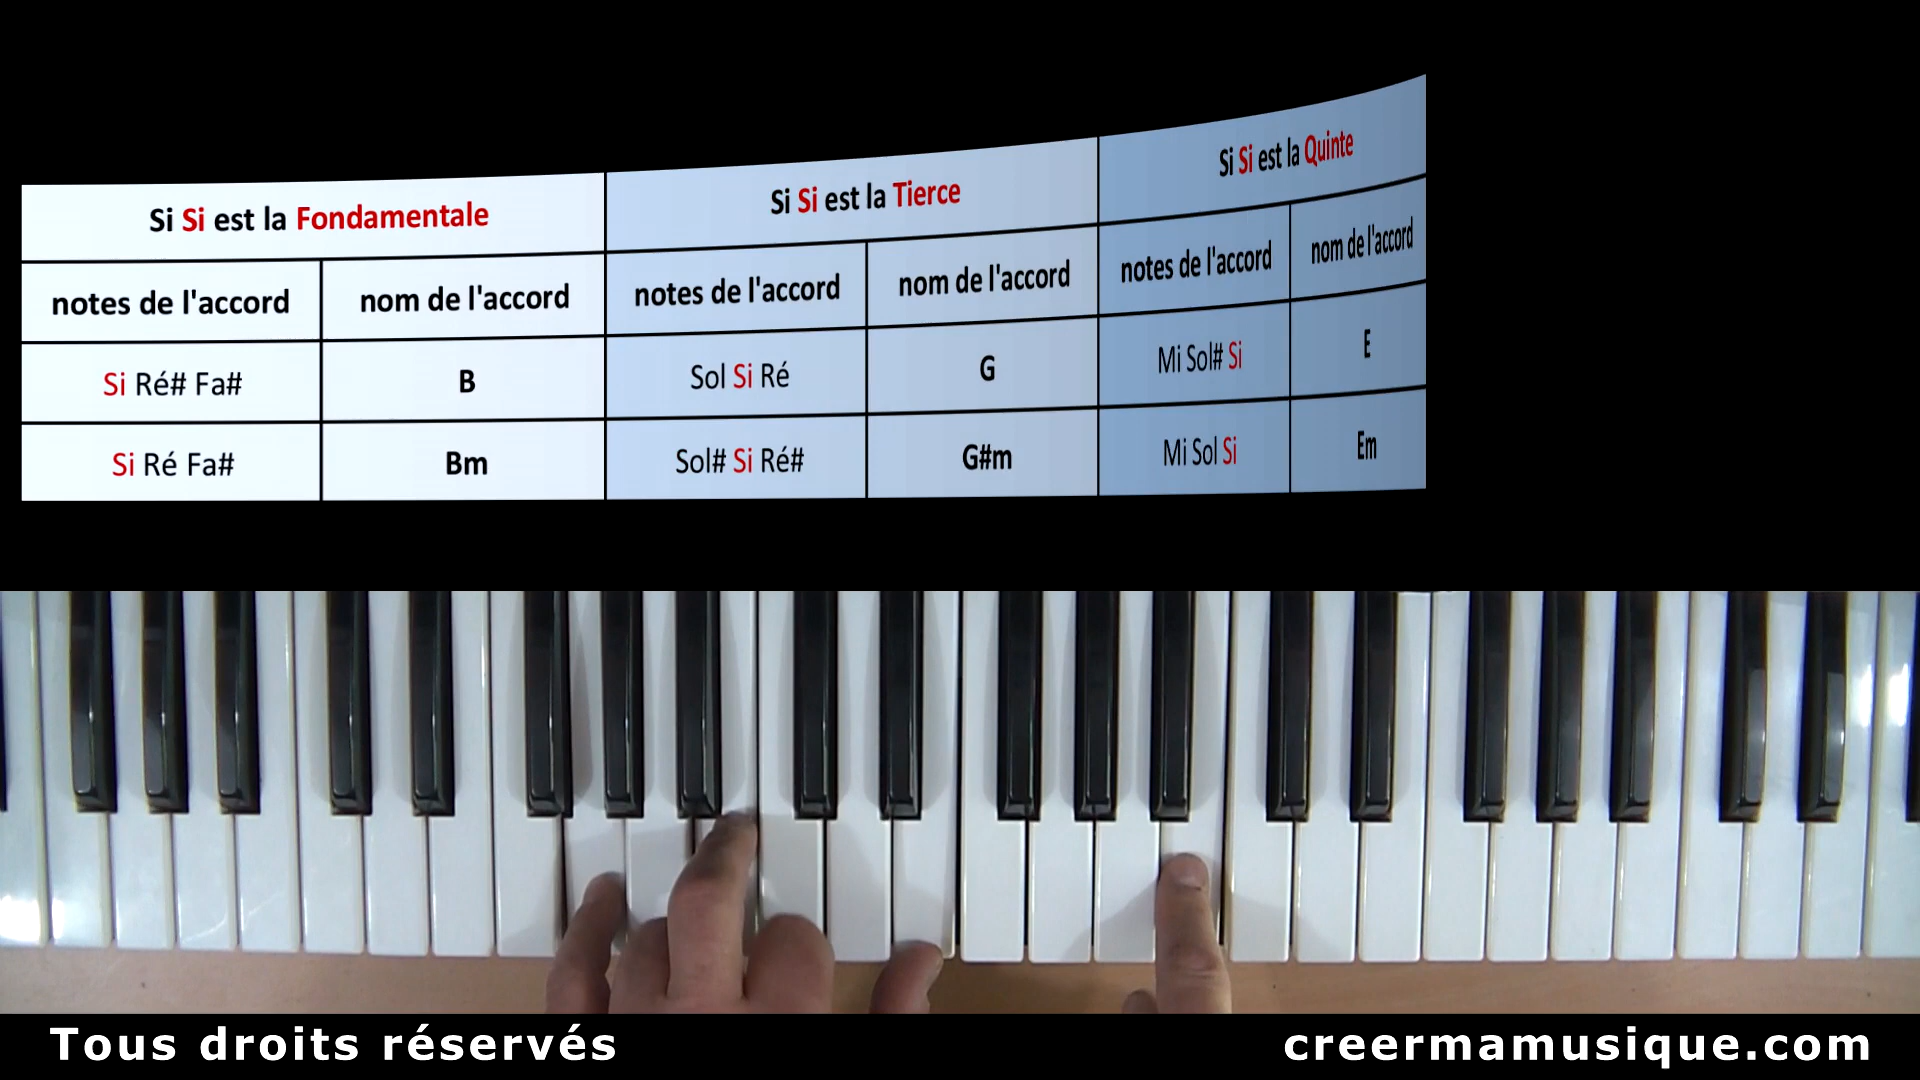 Si Si est la Fondamentale
Si Si est la Tierce
Si Si est la Quinte
notes de l'accord
nom de l'accord
notes de l'accord
nom de l'accord
notes de l'accord
nom de l'accord
Si Ré# Fa#
B
Sol Si Ré
G
Mi Sol# Si
E
Si Ré Fa#
Bm
Sol# Si Ré#
G#m
Mi Sol Si
Em
Tous droits réservés
creermamusique.com